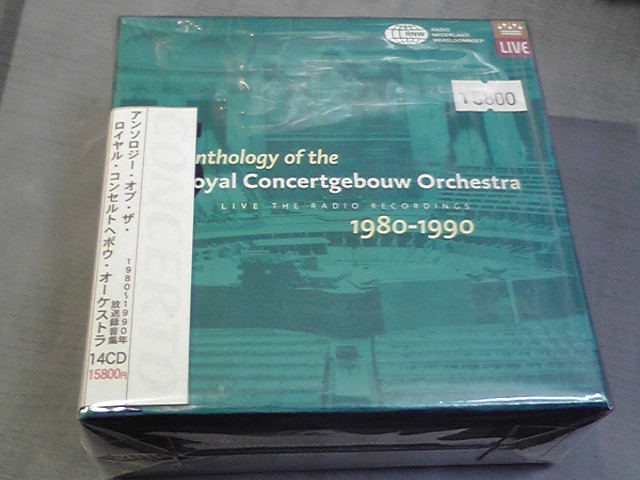 RNW
RADIO
NEDERLAND
WERELDOMROEP
LIVE
15800
nthology of the
oyal Concertgebouw Orchestra
LIVE THE RADIO RECORDINGS
1980-1990
CONCERTO
アンソロジー・オブ・ザ・
ロイヤル・コンセルトヘボウ・オーケストラ
1980~1990年
放送録音集
14CD
15800円